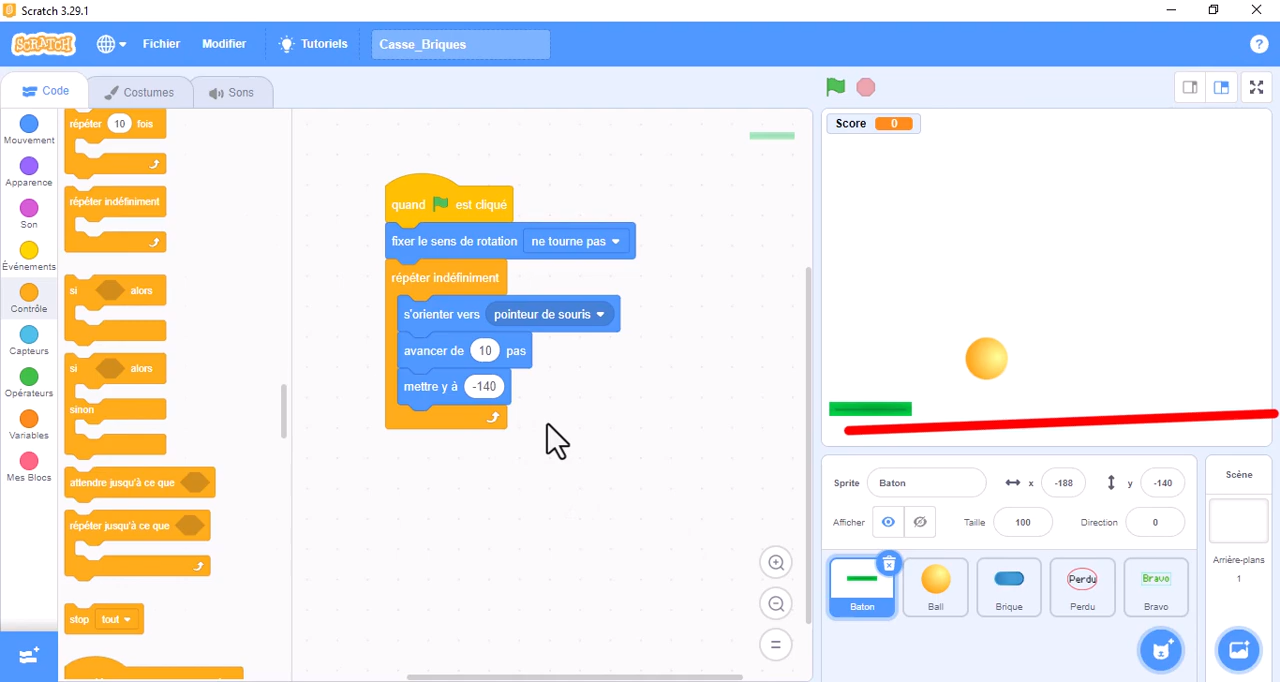 Scratch 3.29.1
SCRATCH
Fichier
Modifier
Tutoriels
Casse_Briques
?
Code
Costumes
Sons
Mouvement
Apparence
Son
Événements
Contrôle
Capteurs
Opérateurs
Variables
Mes Blocs
répéter 10 fois
répéter indéfiniment
si alors
si alors
sinon
attendre jusqu'à ce que
répéter jusqu'à ce que
stop tout
quand est cliqué
fixer le sens de rotation ne tourne pas
répéter indéfiniment
s'orienter vers pointeur de souris
avancer de 10 pas
mettre y à -140
Score 0
Sprite Baton x -188 y -140
Afficher Taille 100 Direction 0
Baton
Ball
Brique
Perdu
Perdu
Bravo
Bravo
Scène
Arrière-plans
1